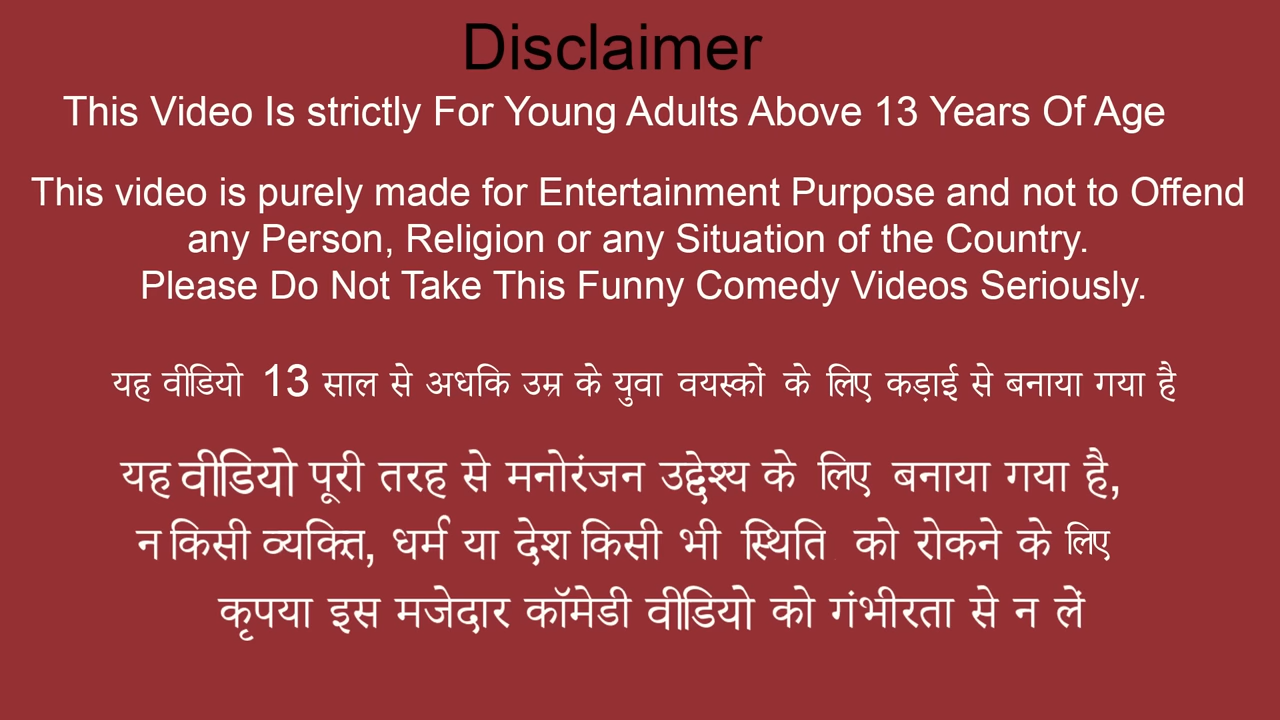 Disclaimer
This Video Is strictly For Young Adults Above 13 Years Of Age
This video is purely made for Entertainment Purpose and not to Offend
any Person, Religion or any Situation of the Country.
Please Do Not Take This Funny Comedy Videos Seriously.
यह वीडियो 13 साल से अधकि उम्र के युवा वयस्कों के लिए कड़ाई से बनाया गया है
यह वीडियो पूरी तरह से मनोरंजन उद्देश्य के लिए बनाया गया है,
न किसी व्यक्ति, धर्म या देश किसी भी स्थिति को रोकने के लिए
कृपया इस मजेदार कॉमेडी वीडियो को गंभीरता से न लें